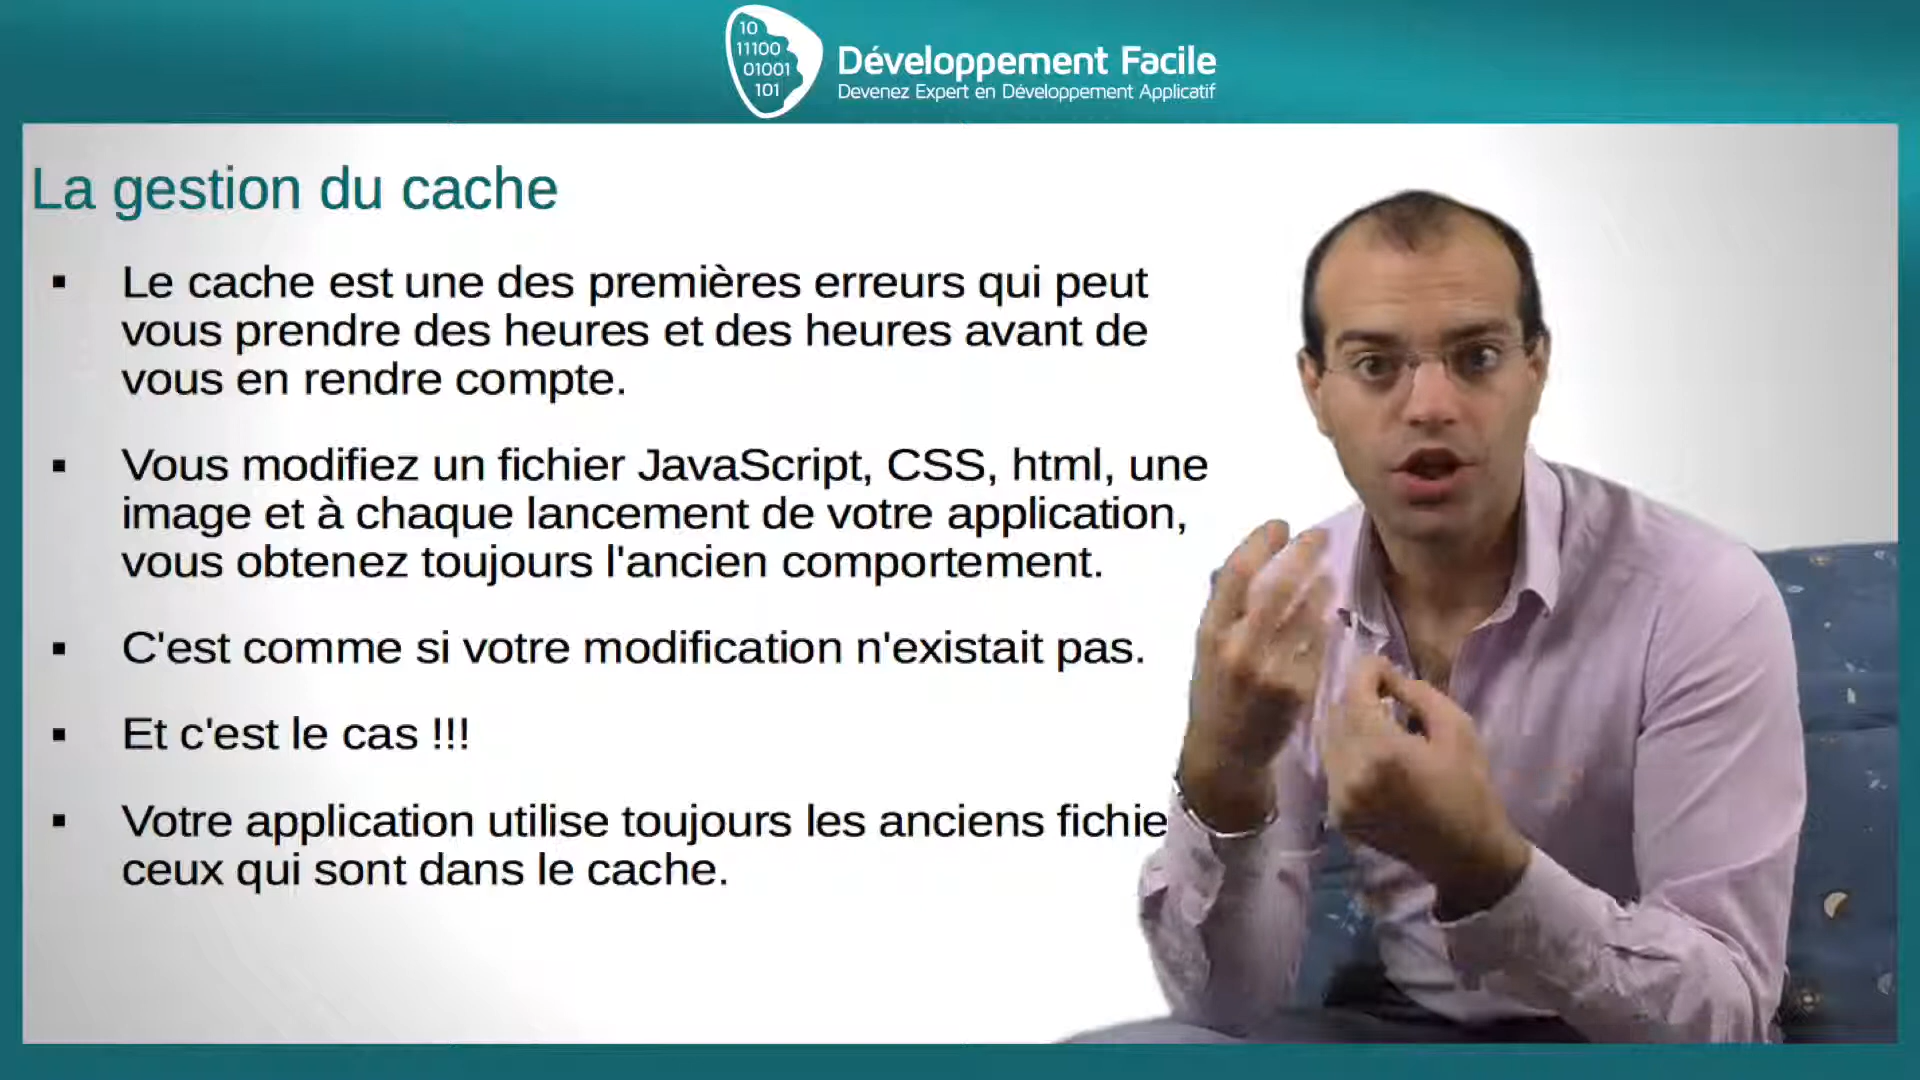 10
11100
01001
101
Développement Facile
Devenez Expert en Développement Applicatif
La gestion du cache
▪ Le cache est une des premières erreurs qui peut
vous prendre des heures et des heures avant de
vous en rendre compte.
▪ Vous modifiez un fichier JavaScript, CSS, html, une
image et à chaque lancement de votre application,
vous obtenez toujours l'ancien comportement.
▪ C'est comme si votre modification n'existait pas.
▪ Et c'est le cas !!!
▪ Votre application utilise toujours les anciens fichie
ceux qui sont dans le cache.